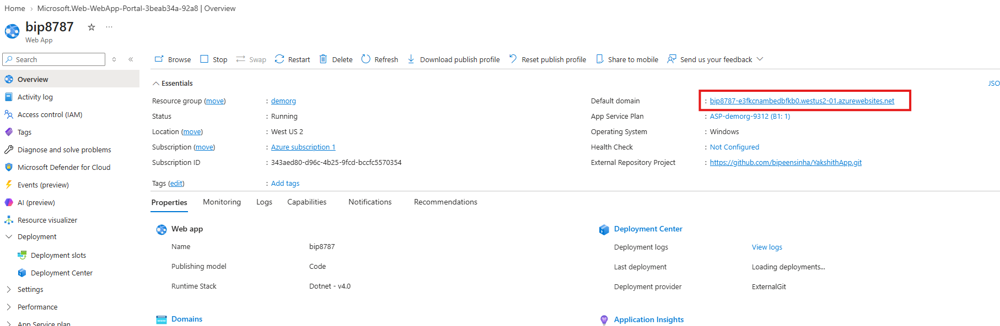 Home › Microsoft.Web-WebApp-Portal-3beab34a-92a8 | Overview
bip8787
Web App
Search
Browse Stop Swap Restart Delete Refresh Download publish profile Reset publish profile Share to mobile Send us your feedback
Overview
Activity log
Access control (IAM)
Tags
Diagnose and solve problems
Microsoft Defender for Cloud
Events (preview)
AI (preview)
Resource visualizer
Deployment
Deployment slots
Deployment Center
Settings
Performance
App Service plan
Essentials
JSO
Resource group (move) : demorg
Status : Running
Location (move) : West US 2
Subscription (move) : Azure subscription 1
Subscription ID : 343aed80-d96c-4b25-9fcd-bccfc5570354
Tags (edit) : Add tags
Default domain : bip8787-e3fkcnambedbfkb0.westus2-01.azurewebsites.net
App Service Plan : ASP-demorg-9312 (B1: 1)
Operating System : Windows
Health Check : Not Configured
External Repository Project : https://github.com/bipeensinha/YakshithApp.git
Properties Monitoring Logs Capabilities Notifications Recommendations
Web app
Name bip8787
Publishing model Code
Runtime Stack Dotnet - v4.0
Domains
Deployment Center
Deployment logs View logs
Last deployment Loading deployments...
Deployment provider ExternalGit
Application Insights